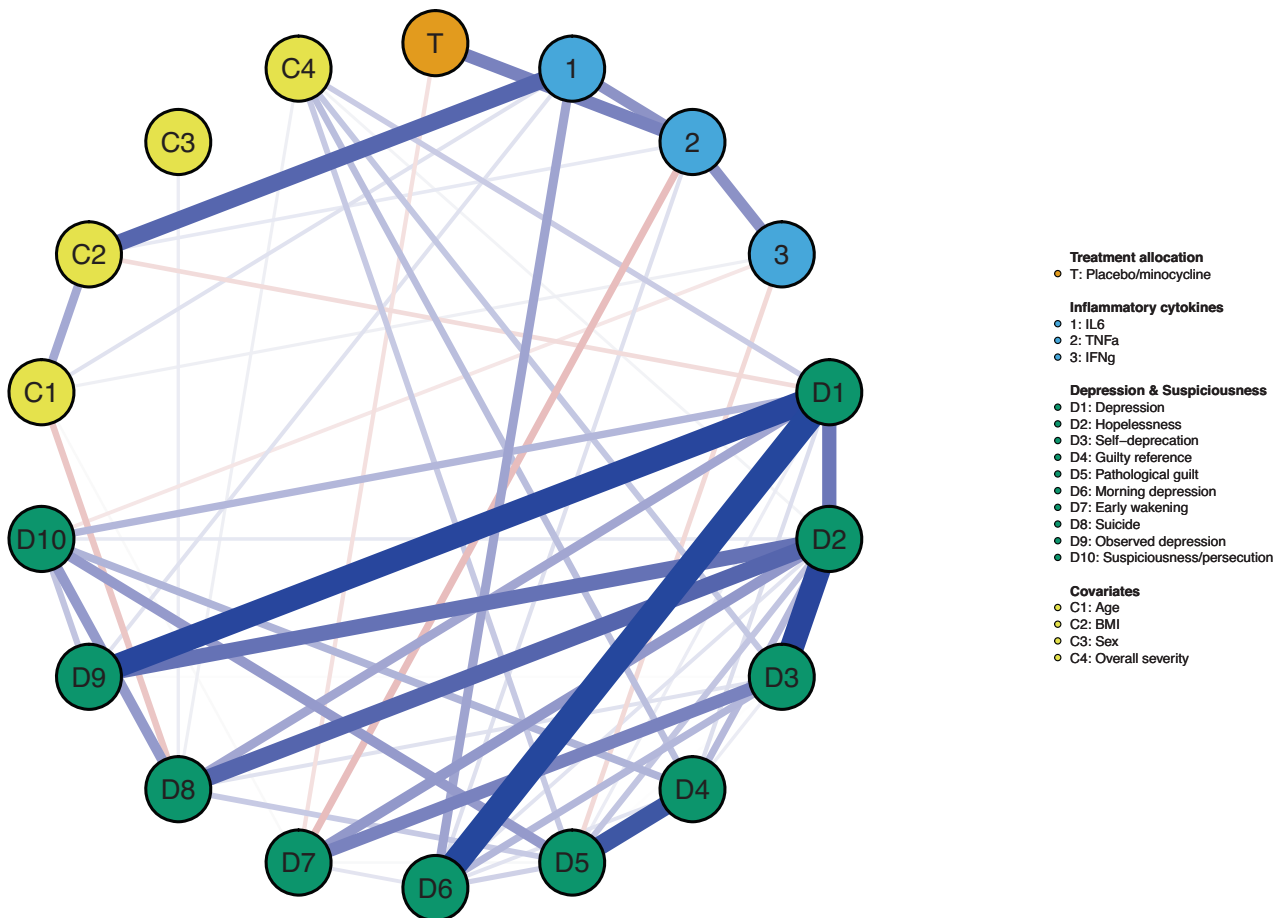 T
C4
1
C3
2
C2
3
C1
D1
D10
D2
D9
D3
D8
D4
D7
D5
D6
Treatment allocation
T: Placebo/minocycline
Inflammatory cytokines
1: IL6
2: TNFa
3: IFNg
Depression & Suspiciousness
D1: Depression
D2: Hopelessness
D3: Self−deprecation
D4: Guilty reference
D5: Pathological guilt
D6: Morning depression
D7: Early wakening
D8: Suicide
D9: Observed depression
D10: Suspiciousness/persecution
Covariates
C1: Age
C2: BMI
C3: Sex
C4: Overall severity